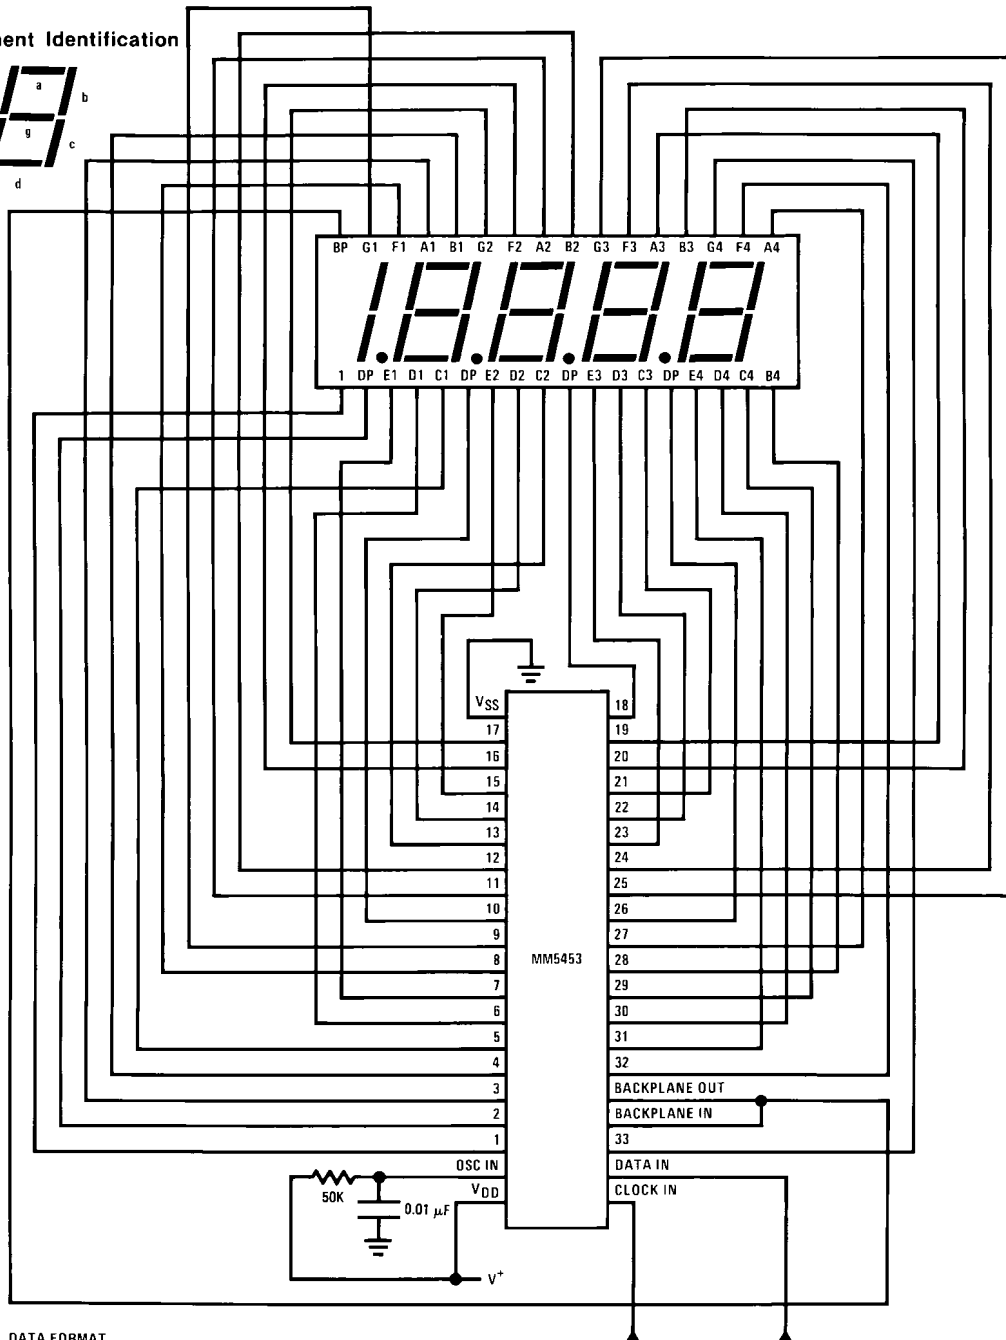 nent Identification
a
b
g
c
d
BP G1 F1 A1 B1 G2 F2 A2 B2 G3 F3 A3 B3 G4 F4 A4
1 DP E1 D1 C1 DP E2 D2 C2 DP E3 D3 C3 DP E4 D4 C4 B4
VSS 18
17 19
16 20
15 21
14 22
13 23
12 24
11 25
10 26
9 27
8 MM5453 28
7 29
6 30
5 31
4 32
3 BACKPLANE OUT
2 BACKPLANE IN
1 33
OSC IN DATA IN
VDD CLOCK IN
50K
0.01 μF
V+
DATA FORMAT